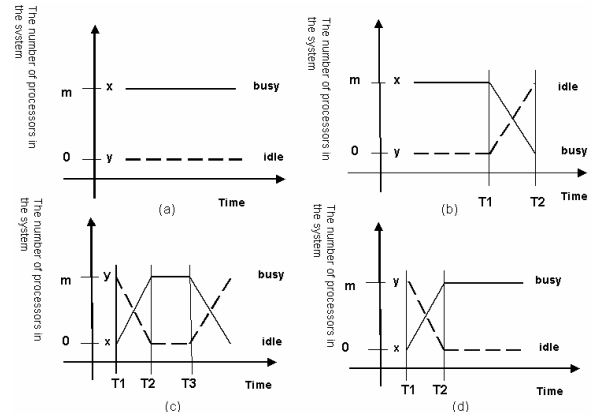 The number of processors in
the system
m
x
busy
0
y
idle
Time
(a)
The number of processors in
the system
m
x
idle
0
y
busy
T1
T2
Time
(b)
The number of processors in
the system
m
y
busy
0
x
idle
T1
T2
T3
Time
(c)
The number of processors in
the system
m
y
busy
0
x
idle
T1
T2
Time
(d)